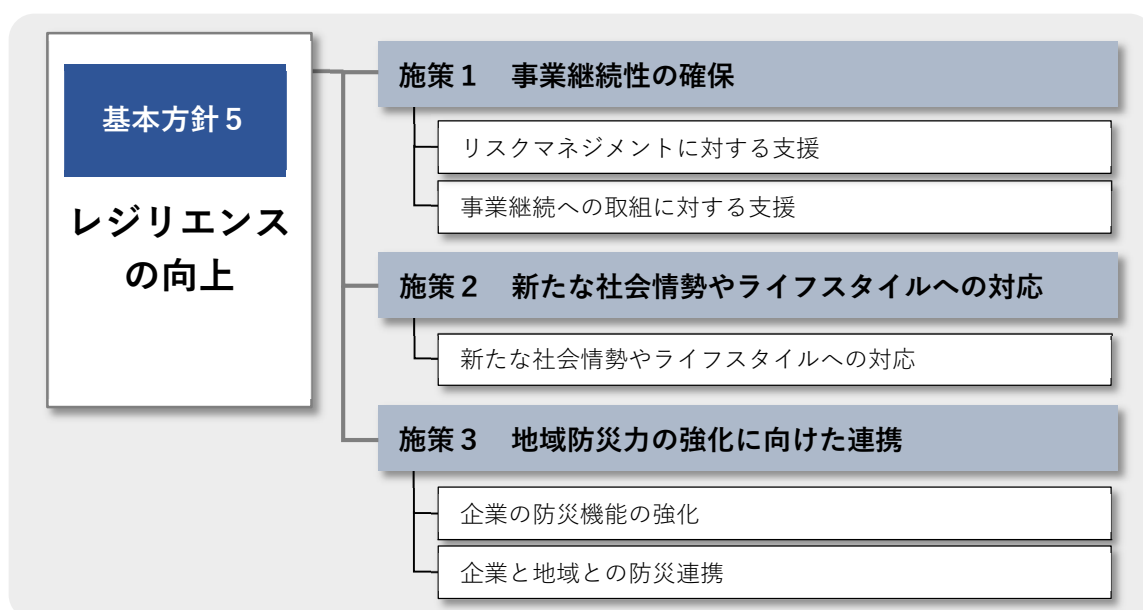 基本方針５
レジリエンス
の向上
施策１　事業継続性の確保
リスクマネジメントに対する支援
事業継続への取組に対する支援
施策２　新たな社会情勢やライフスタイルへの対応
新たな社会情勢やライフスタイルへの対応
施策３　地域防災力の強化に向けた連携
企業の防災機能の強化
企業と地域との防災連携